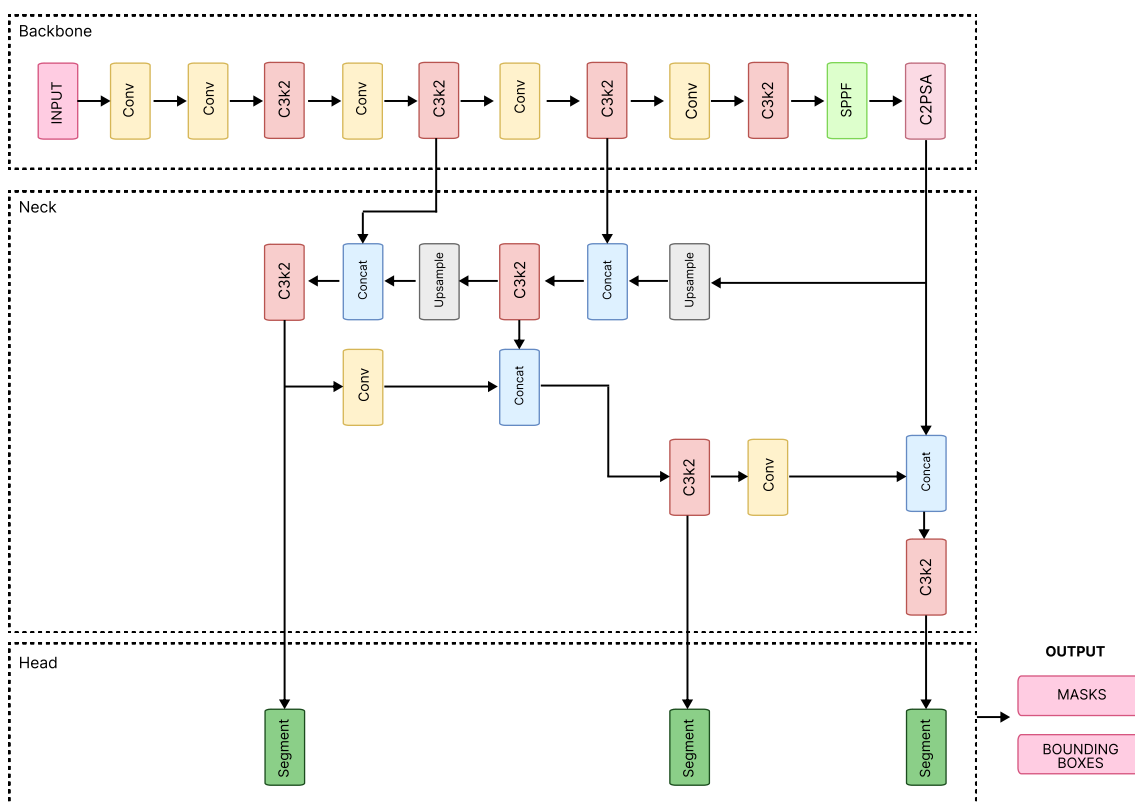 Backbone
INPUT
Conv
Conv
C3k2
Conv
C3k2
Conv
C3k2
Conv
C3k2
SPPF
C2PSA
Neck
C3k2
Concat
Upsample
C3k2
Concat
Upsample
Conv
Concat
C3k2
Conv
Concat
C3k2
Head
Segment
Segment
Segment
OUTPUT
MASKS
BOUNDING
BOXES